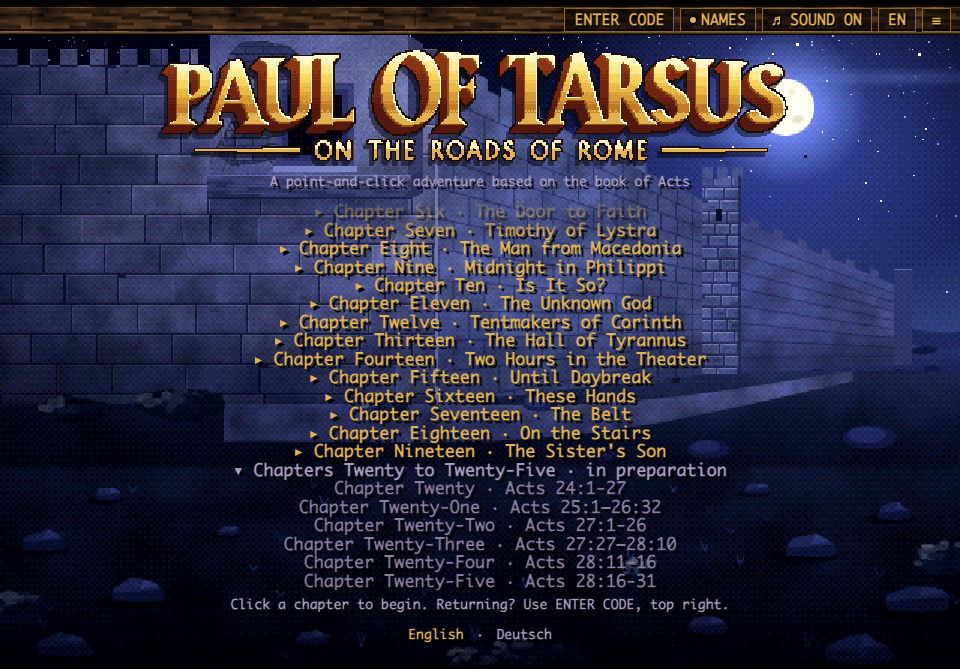 ENTER CODE
• NAMES
♬ SOUND ON
EN
≡
PAUL OF TARSUS
ON THE ROADS OF ROME
A point-and-click adventure based on the book of Acts
▸ Chapter Six · The Door to Faith
▸ Chapter Seven · Timothy of Lystra
▸ Chapter Eight · The Man from Macedonia
▸ Chapter Nine · Midnight in Philippi
▸ Chapter Ten · Is It So?
▸ Chapter Eleven · The Unknown God
▸ Chapter Twelve · Tentmakers of Corinth
▸ Chapter Thirteen · The Hall of Tyrannus
▸ Chapter Fourteen · Two Hours in the Theater
▸ Chapter Fifteen · Until Daybreak
▸ Chapter Sixteen · These Hands
▸ Chapter Seventeen · The Belt
▸ Chapter Eighteen · On the Stairs
▸ Chapter Nineteen · The Sister's Son
▾ Chapters Twenty to Twenty-Five · in preparation
Chapter Twenty · Acts 24:1-27
Chapter Twenty-One · Acts 25:1–26:32
Chapter Twenty-Two · Acts 27:1-26
Chapter Twenty-Three · Acts 27:27–28:10
Chapter Twenty-Four · Acts 28:11-16
Chapter Twenty-Five · Acts 28:16-31
Click a chapter to begin. Returning? Use ENTER CODE, top right.
English · Deutsch